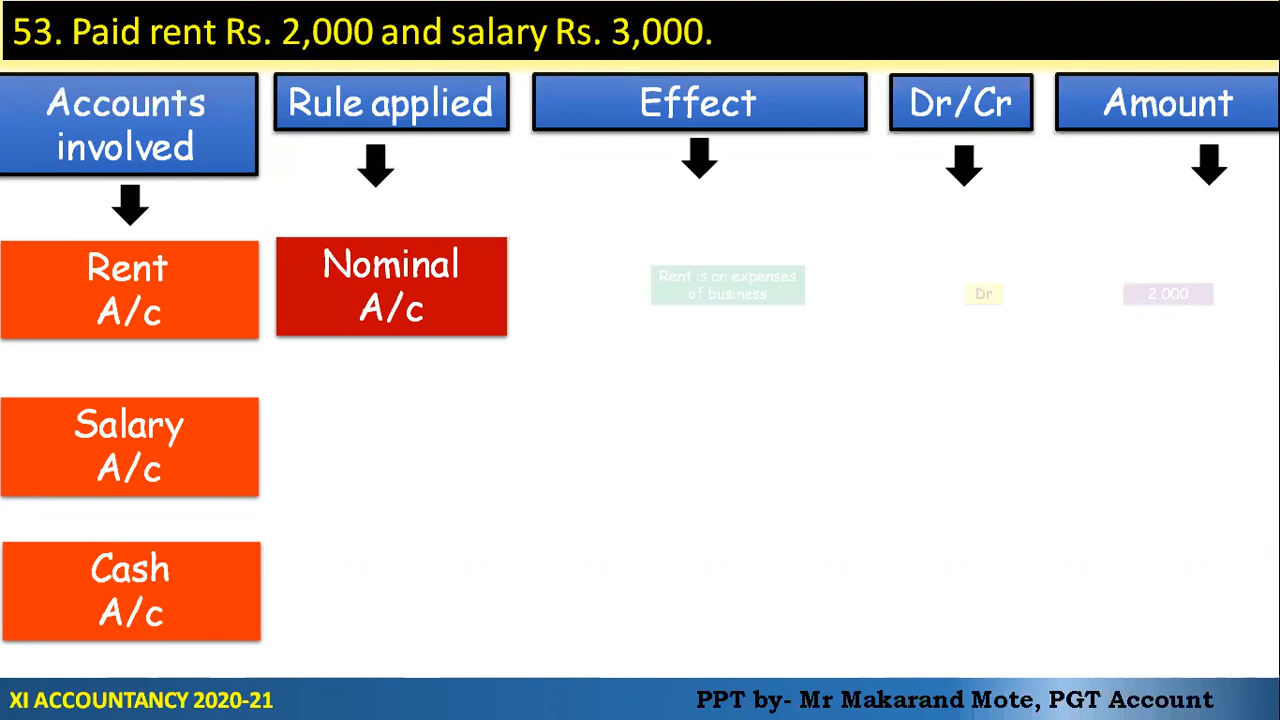 53. Paid rent Rs. 2,000 and salary Rs. 3,000.
Accounts
involved
Rule applied
Effect
Dr/Cr
Amount
Rent
A/c
Nominal
A/c
Rent is an expenses
of business
Dr
2,000
Salary
A/c
Cash
A/c
XI ACCOUNTANCY 2020-21
PPT by- Mr Makarand Mote, PGT Account